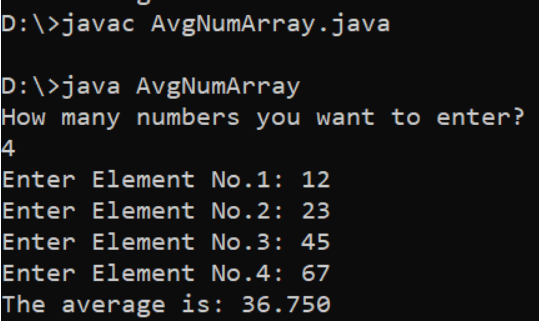 D:\>javac AvgNumArray.java
D:\>java AvgNumArray
How many numbers you want to enter?
4
Enter Element No.1: 12
Enter Element No.2: 23
Enter Element No.3: 45
Enter Element No.4: 67
The average is: 36.750